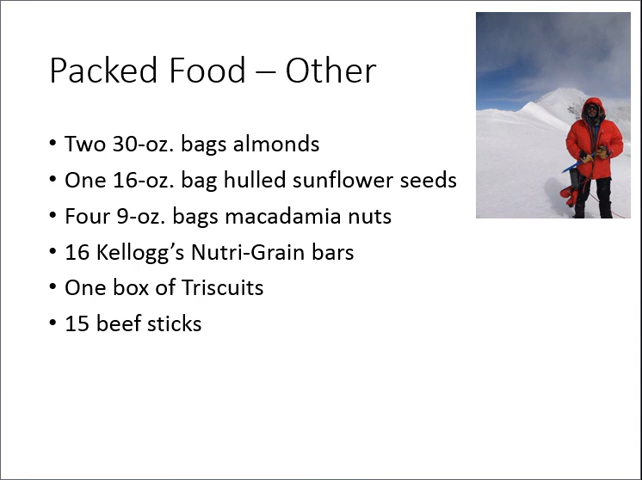 Packed Food – Other
• Two 30-oz. bags almonds
• One 16-oz. bag hulled sunflower seeds
• Four 9-oz. bags macadamia nuts
• 16 Kellogg’s Nutri-Grain bars
• One box of Triscuits
• 15 beef sticks